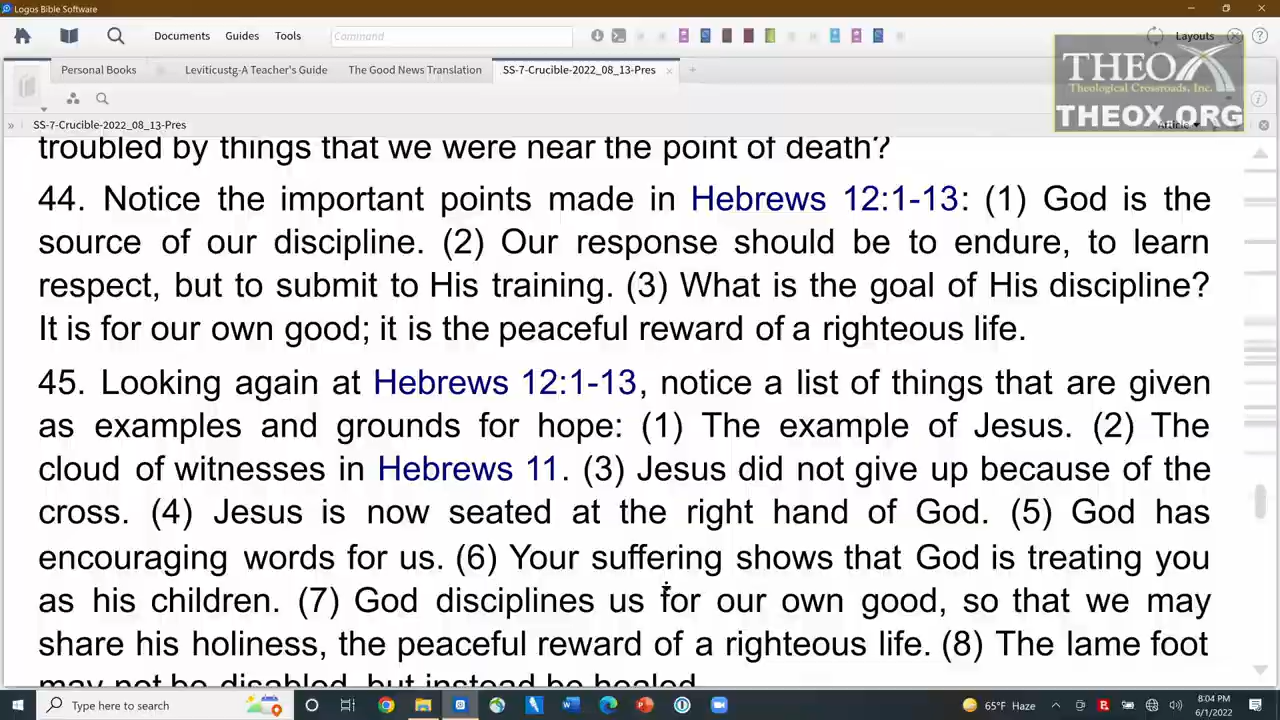 Logos Bible Software
Documents Guides Tools Command Layouts
THEOX
Theological Crossroads, Inc.
THEOX.ORG
Personal Books Leviticustg-A Teacher's Guide The Good News Translation SS-7-Crucible-2022_08_13-Pres
SS-7-Crucible-2022_08_13-Pres
troubled by things that we were near the point of death?
44. Notice the important points made in Hebrews 12:1-13: (1) God is the
source of our discipline. (2) Our response should be to endure, to learn
respect, but to submit to His training. (3) What is the goal of His discipline?
It is for our own good; it is the peaceful reward of a righteous life.
45. Looking again at Hebrews 12:1-13, notice a list of things that are given
as examples and grounds for hope: (1) The example of Jesus. (2) The
cloud of witnesses in Hebrews 11. (3) Jesus did not give up because of the
cross. (4) Jesus is now seated at the right hand of God. (5) God has
encouraging words for us. (6) Your suffering shows that God is treating you
as his children. (7) God disciplines us for our own good, so that we may
share his holiness, the peaceful reward of a righteous life. (8) The lame foot
may not be disabled, but instead be healed.
Type here to search
65°F Haze
8:04 PM
6/1/2022